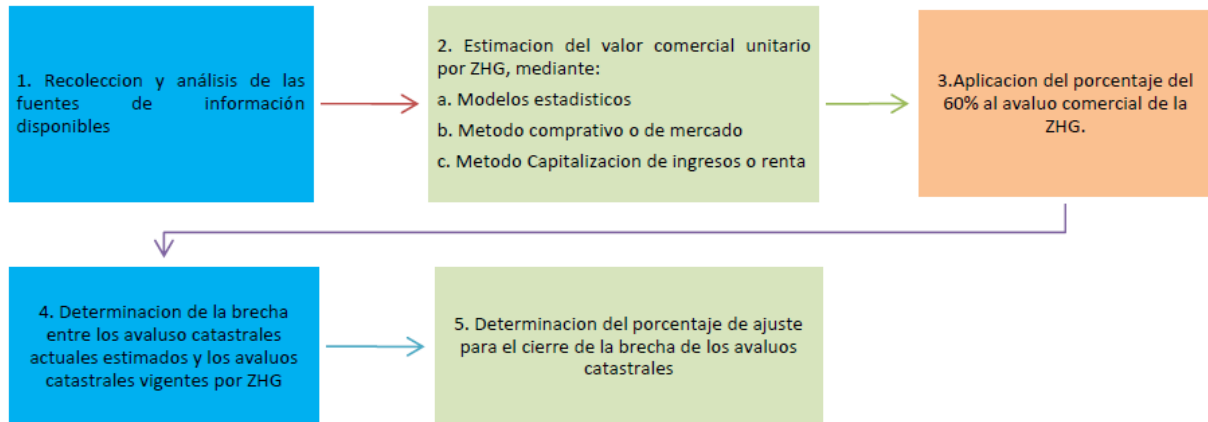 1. Recoleccion y análisis de las
fuentes de información
disponibles
2. Estimacion del valor comercial unitario
por ZHG, mediante:
a. Modelos estadisticos
b. Metodo comprativo o de mercado
c. Metodo Capitalizacion de ingresos o renta
3.Aplicacion del porcentaje del
60% al avaluo comercial de la
ZHG.
4. Determinacion de la brecha
entre los avaluso catastrales
actuales estimados y los avaluos
catastrales vigentes por ZHG
5. Determinacion del porcentaje de ajuste
para el cierre de la brecha de los avaluos
catastrales